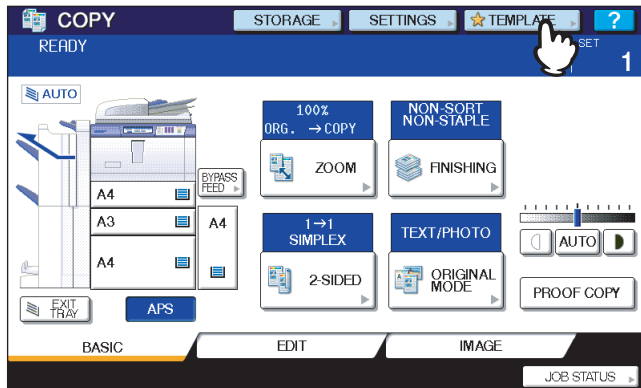 COPY
STORAGE
SETTINGS
TEMPLATE
?
READY
SET
1
AUTO
100%
ORG. → COPY
ZOOM
NON-SORT
NON-STAPLE
FINISHING
BYPASS
FEED
A4
A3
A4
A4
1→1
SIMPLEX
2-SIDED
TEXT/PHOTO
ORIGINAL
MODE
AUTO
PROOF COPY
EXIT
TRAY
APS
BASIC
EDIT
IMAGE
JOB STATUS